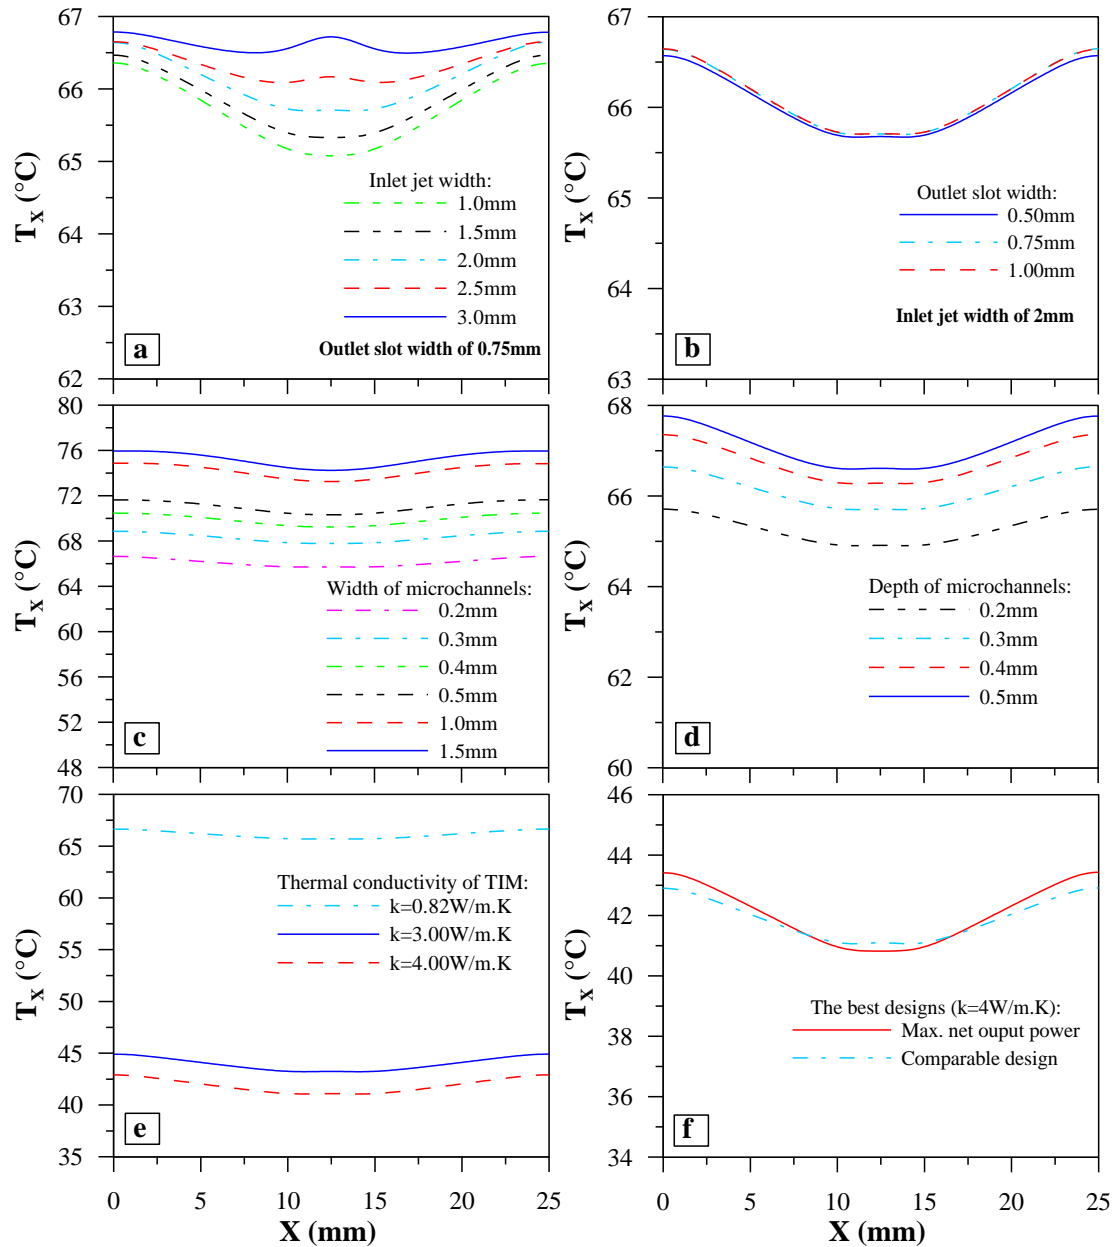 67
66
65
64
63
62
T_X (°C)
Inlet jet width:
1.0mm
1.5mm
2.0mm
2.5mm
3.0mm
Outlet slot width of 0.75mm
a
67
66
65
64
63
T_X (°C)
Outlet slot width:
0.50mm
0.75mm
1.00mm
Inlet jet width of 2mm
b
80
76
72
68
64
60
56
52
48
T_X (°C)
Width of microchannels:
0.2mm
0.3mm
0.4mm
0.5mm
1.0mm
1.5mm
c
68
66
64
62
60
T_X (°C)
Depth of microchannels:
0.2mm
0.3mm
0.4mm
0.5mm
d
70
65
60
55
50
45
40
35
T_X (°C)
Thermal conductivity of TIM:
k=0.82W/m.K
k=3.00W/m.K
k=4.00W/m.K
e
0 5 10 15 20 25
X (mm)
46
44
42
40
38
36
34
T_X (°C)
The best designs (k=4W/m.K):
Max. net ouput power
Comparable design
f
0 5 10 15 20 25
X (mm)